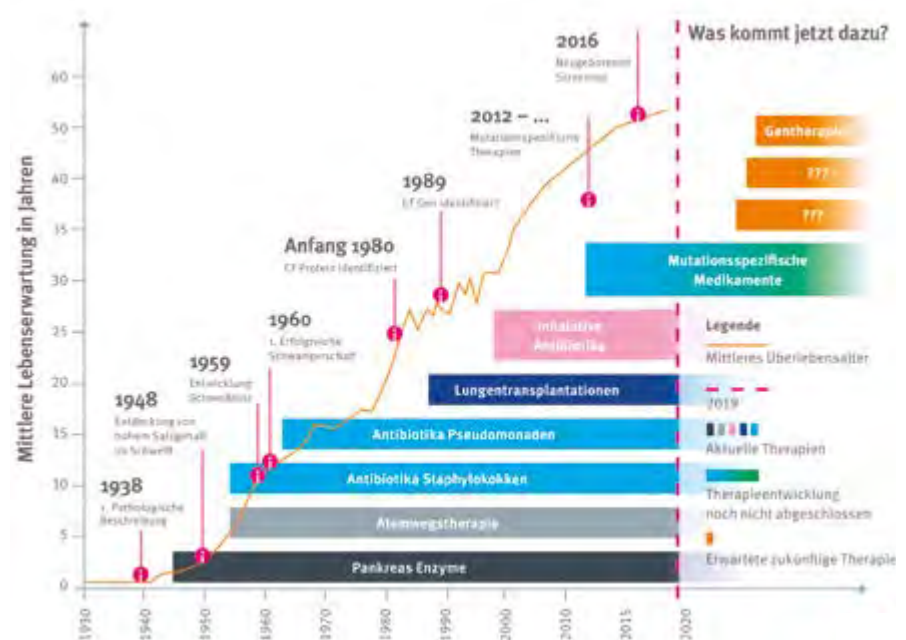 Mittlere Lebenserwartung in Jahren
60
50
40
35
30
25
20
15
10
5
0
1930
1940
1950
1960
1970
1980
1990
2000
2010
2015
2020
1938
1. Pathologische
Beschreibung
1948
Entdeckung von
hohem Salzgehalt
im Schweiß
1959
Entwicklung
Schweißtest
1960
1. Erfolgreiche
Schwangerschaft
Anfang 1980
CF Protein identifiziert
1989
CF Gen identifiziert
2012 – ...
Mutationsspezifische
Therapien
2016
Neugeborenen
Screening
Was kommt jetzt dazu?
Gentherapie
???
???
Mutationsspezifische
Medikamente
Inhalative
Antibiotika
Lungentransplantationen
Antibiotika Pseudomonaden
Antibiotika Staphylokokken
Atemwegstherapie
Pankreas Enzyme
Legende
Mittleres Überlebensalter
2019
Aktuelle Therapien
Therapieentwicklung
noch nicht abgeschlossen
Erwartete zukünftige Therapie